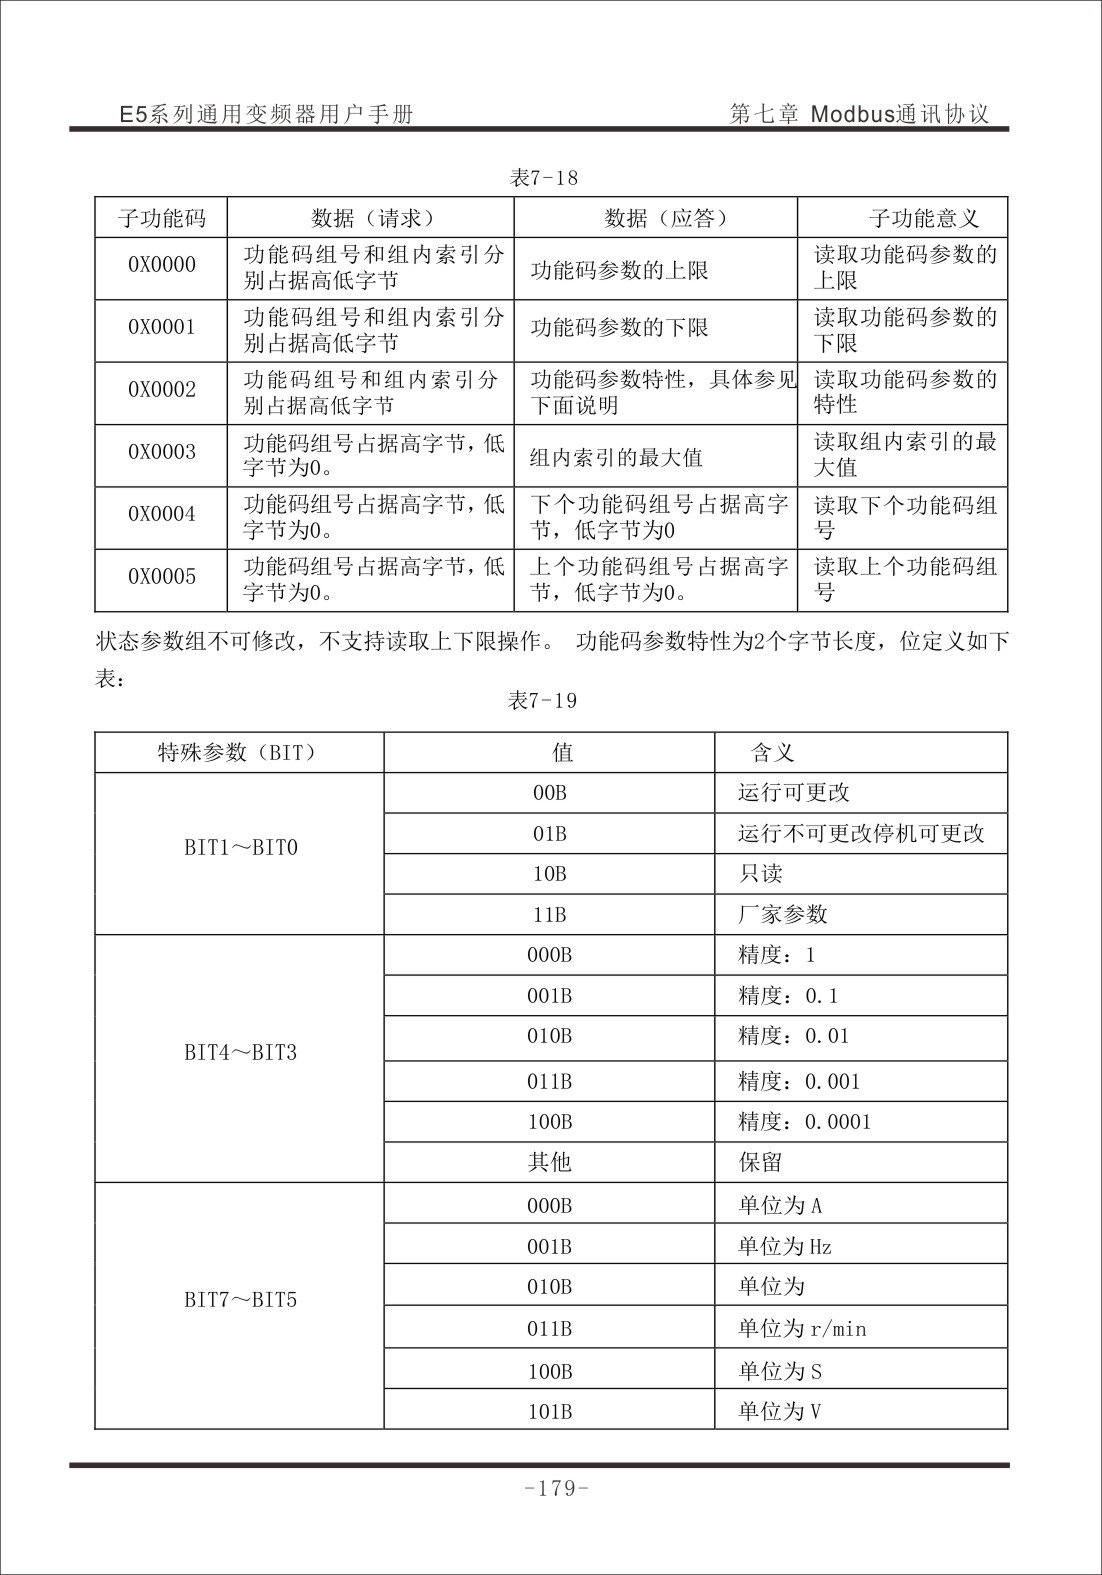 E5系列通用变频器用户手册 第七章 Modbus通讯协议
表7-18
子功能码 数据（请求） 数据（应答） 子功能意义
0X0000 功能码组号和组内索引分别占据高低字节 功能码参数的上限 读取功能码参数的上限
0X0001 功能码组号和组内索引分别占据高低字节 功能码参数的下限 读取功能码参数的下限
0X0002 功能码组号和组内索引分别占据高低字节 功能码参数特性，具体参见下面说明 读取功能码参数的特性
0X0003 功能码组号占据高字节，低字节为0。 组内索引的最大值 读取组内索引的最大值
0X0004 功能码组号占据高字节，低字节为0。 下个功能码组号占据高字节，低字节为0 读取下个功能码组号
0X0005 功能码组号占据高字节，低字节为0。 上个功能码组号占据高字节，低字节为0。 读取上个功能码组号
状态参数组不可修改，不支持读取上下限操作。 功能码参数特性为2个字节长度，位定义如下
表：
表7-19
特殊参数（BIT） 值 含义
BIT1～BIT0
00B 运行可更改
01B 运行不可更改停机可更改
10B 只读
11B 厂家参数
BIT4～BIT3
000B 精度：1
001B 精度：0.1
010B 精度：0.01
011B 精度：0.001
100B 精度：0.0001
其他 保留
BIT7～BIT5
000B 单位为 A
001B 单位为 Hz
010B 单位为
011B 单位为 r/min
100B 单位为 S
101B 单位为 V
-179-